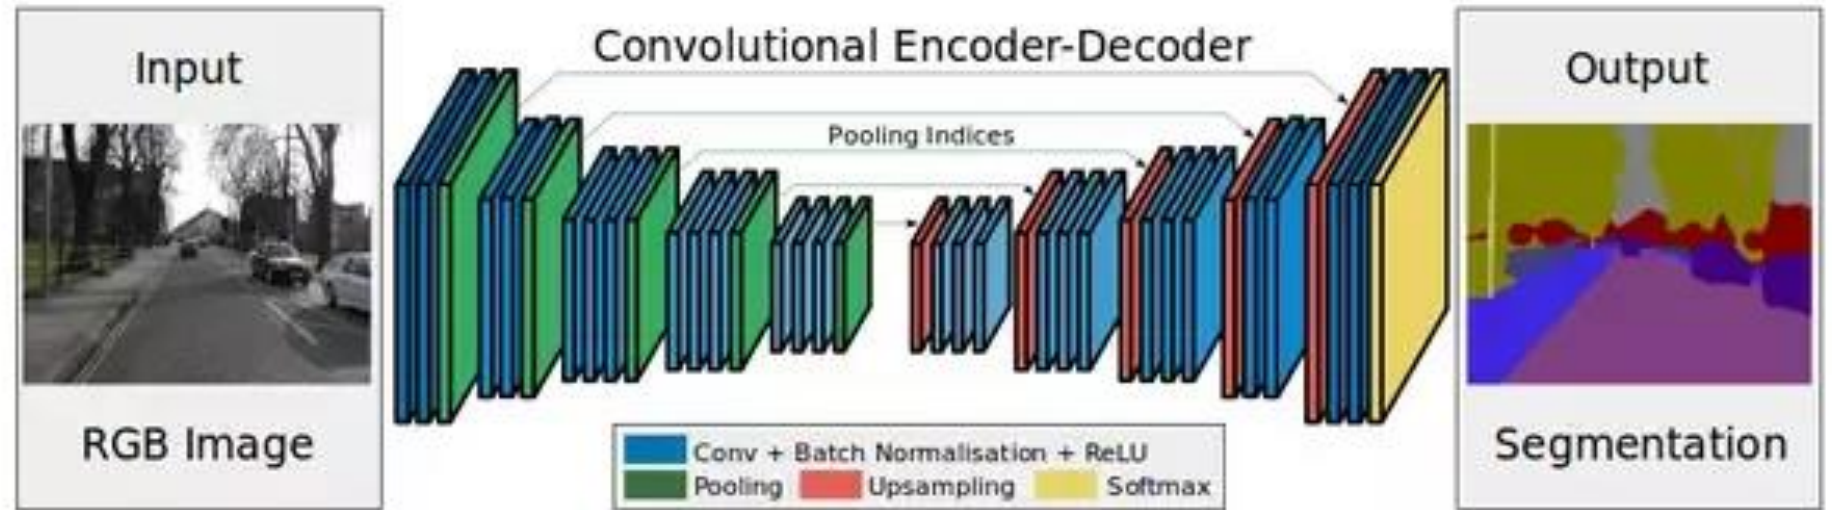 Input
RGB Image
Convolutional Encoder-Decoder
Pooling Indices
Conv + Batch Normalisation + ReLU
Pooling Upsampling Softmax
Output
Segmentation